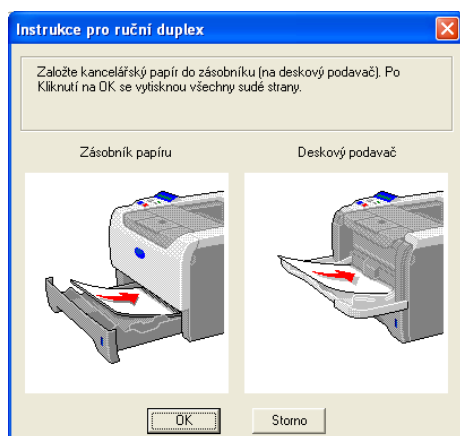 Instrukce pro ruční duplex
Založte kancelářský papír do zásobníku (na deskový podavač). Po
Kliknutí na OK se vytisknou všechny sudé strany.
Zásobník papíru
Deskový podavač
OK
Storno